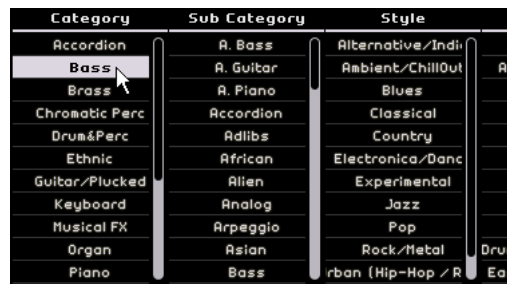 Category Sub Category Style
Accordion A. Bass Alternative/Indi
Bass A. Guitar Ambient/ChillOut A
Brass A. Piano Blues
Chromatic Perc Accordion Classical
Drum&Perc Adlibs Country
Ethnic African Electronica/Danc
Guitar/Plucked Alien Experimental
Keyboard Analog Jazz
Musical FX Arpeggio Pop
Organ Asian Rock/Metal Dru
Piano Bass rban (Hip-Hop / R Ea